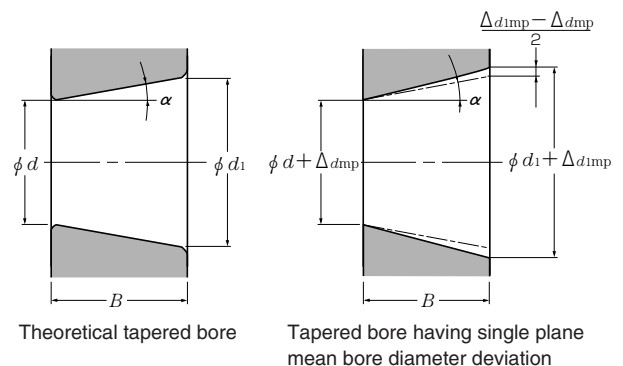 Δd1mp−Δdmp
2
α
α
φd
φd1
φd+Δdmp
φd1+Δd1mp
B
B
Theoretical tapered bore
Tapered bore having single plane
mean bore diameter deviation